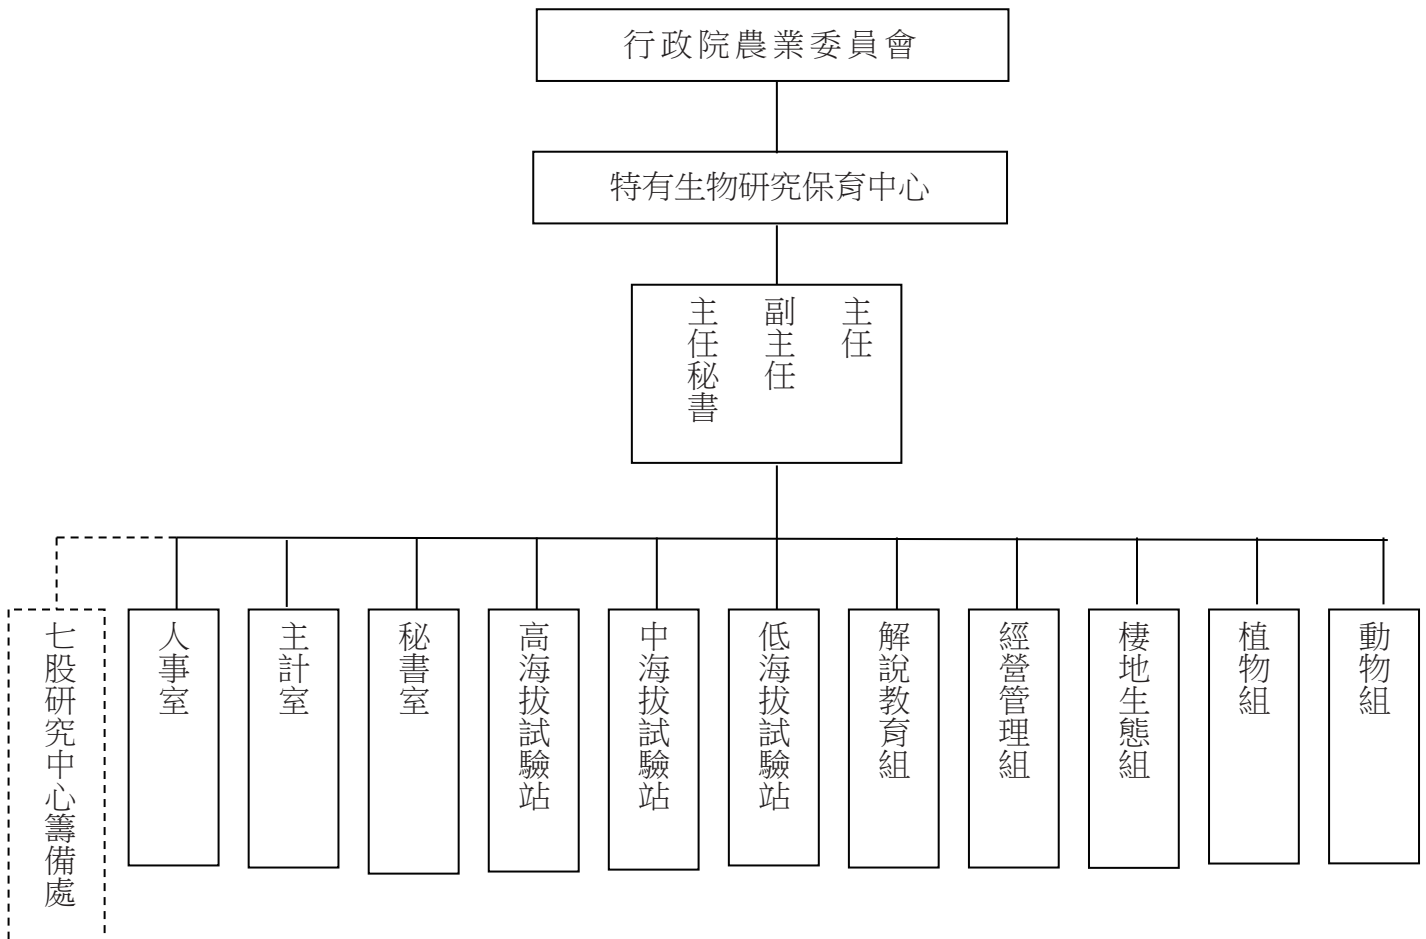 行政院農業委員會
特有生物研究保育中心
主任
副主任
主任秘書
動物組
植物組
棲地生態組
經營管理組
解說教育組
低海拔試驗站
中海拔試驗站
高海拔試驗站
秘書室
主計室
人事室
七股研究中心籌備處